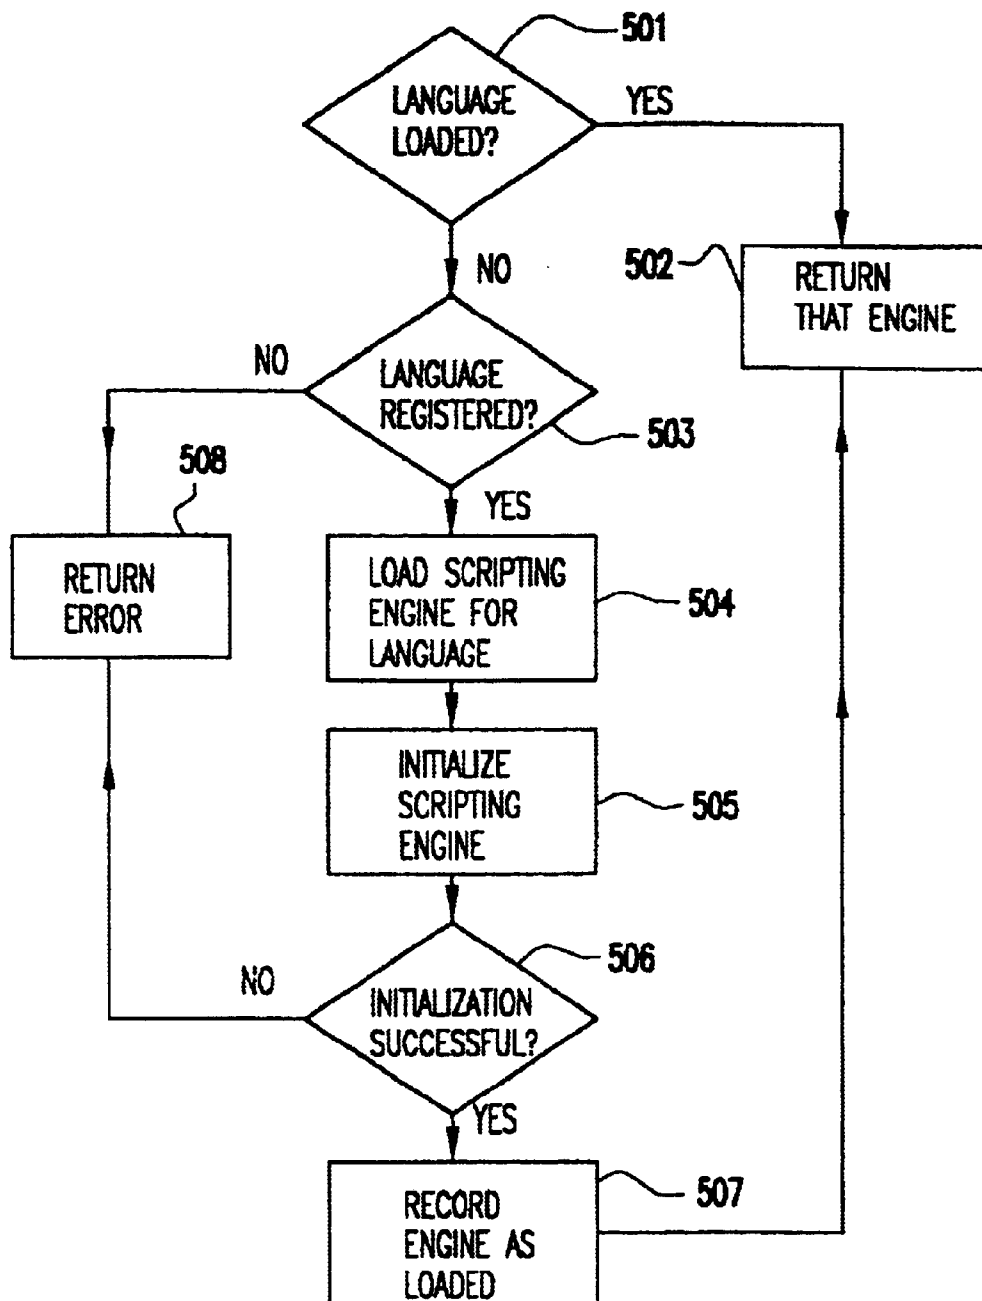 501
LANGUAGE
LOADED?
YES
NO
502
RETURN
THAT ENGINE
NO
LANGUAGE
REGISTERED?
503
508
YES
RETURN
ERROR
LOAD SCRIPTING
ENGINE FOR
LANGUAGE
504
INITIALIZE
SCRIPTING
ENGINE
505
506
NO
INITIALIZATION
SUCCESSFUL?
YES
507
RECORD
ENGINE AS
LOADED